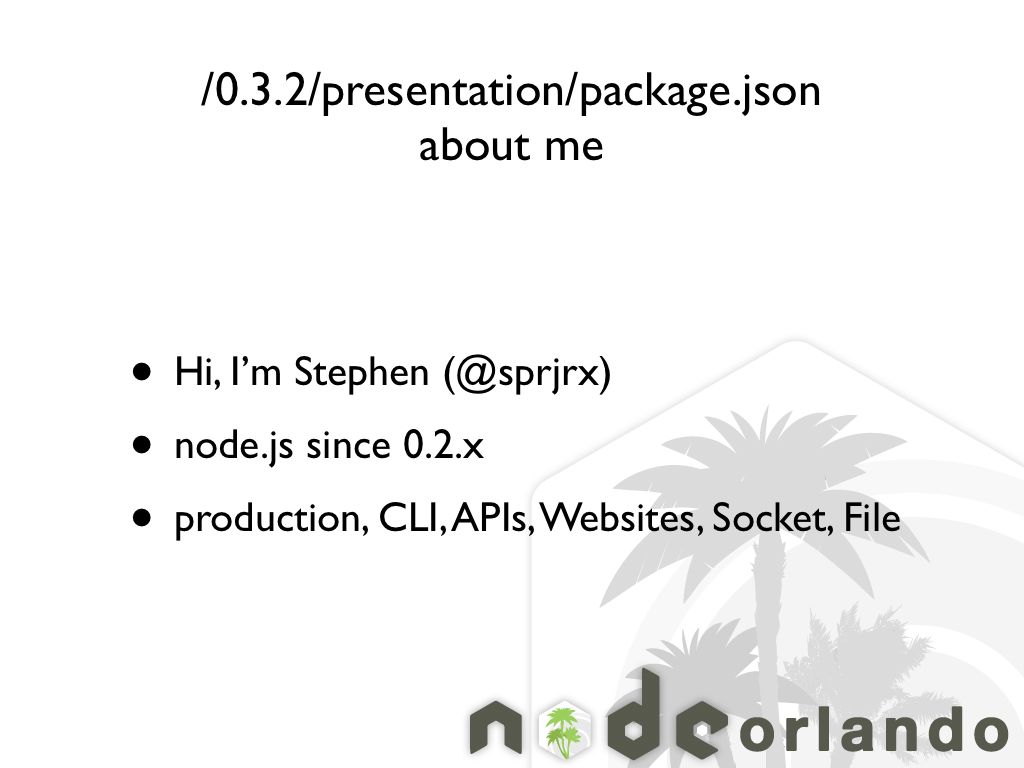 /0.3.2/presentation/package.json
about me
• Hi, I’m Stephen (@sprjrx)
• node.js since 0.2.x
• production, CLI, APIs, Websites, Socket, File
node orlando